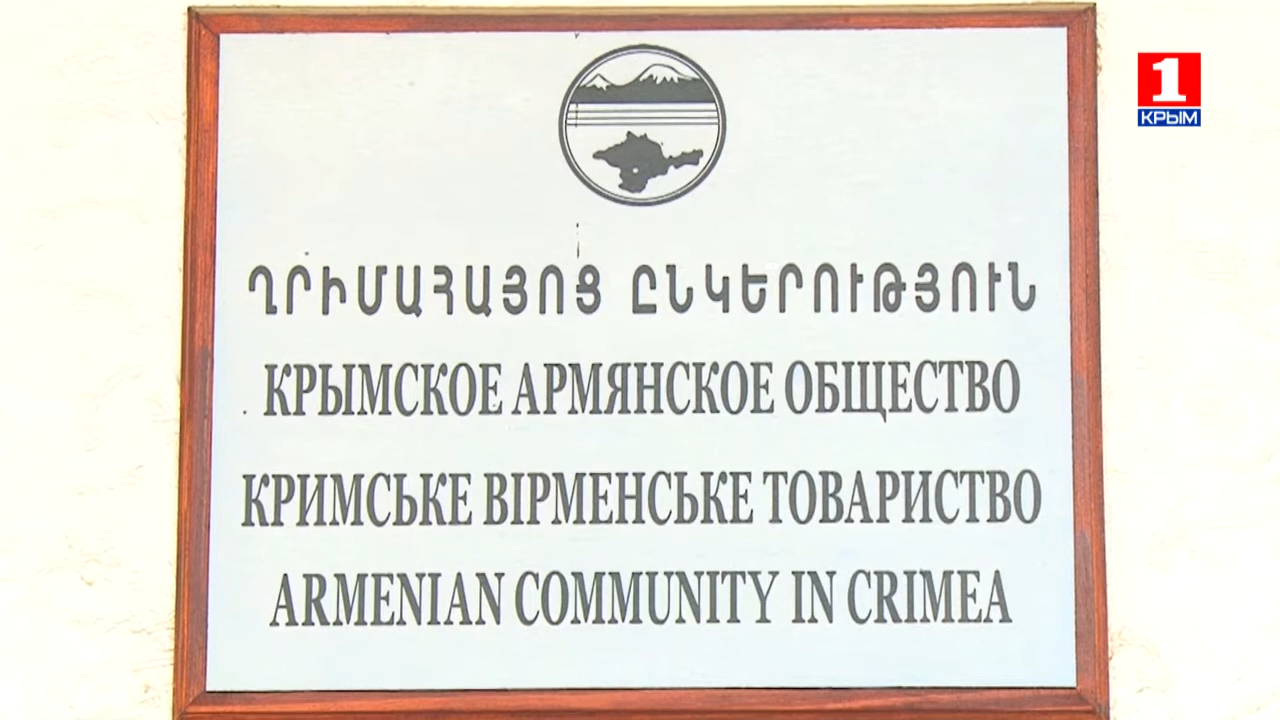 1
КРЫМ
ՂՐԻՄԱՀԱՅՈՑ ԸՆԿԵՐՈՒԹՅՈՒՆ
КРЫМСКОЕ АРМЯНСКОЕ ОБЩЕСТВО
КРИМСЬКЕ ВІРМЕНСЬКЕ ТОВАРИСТВО
ARMENIAN COMMUNITY IN CRIMEA